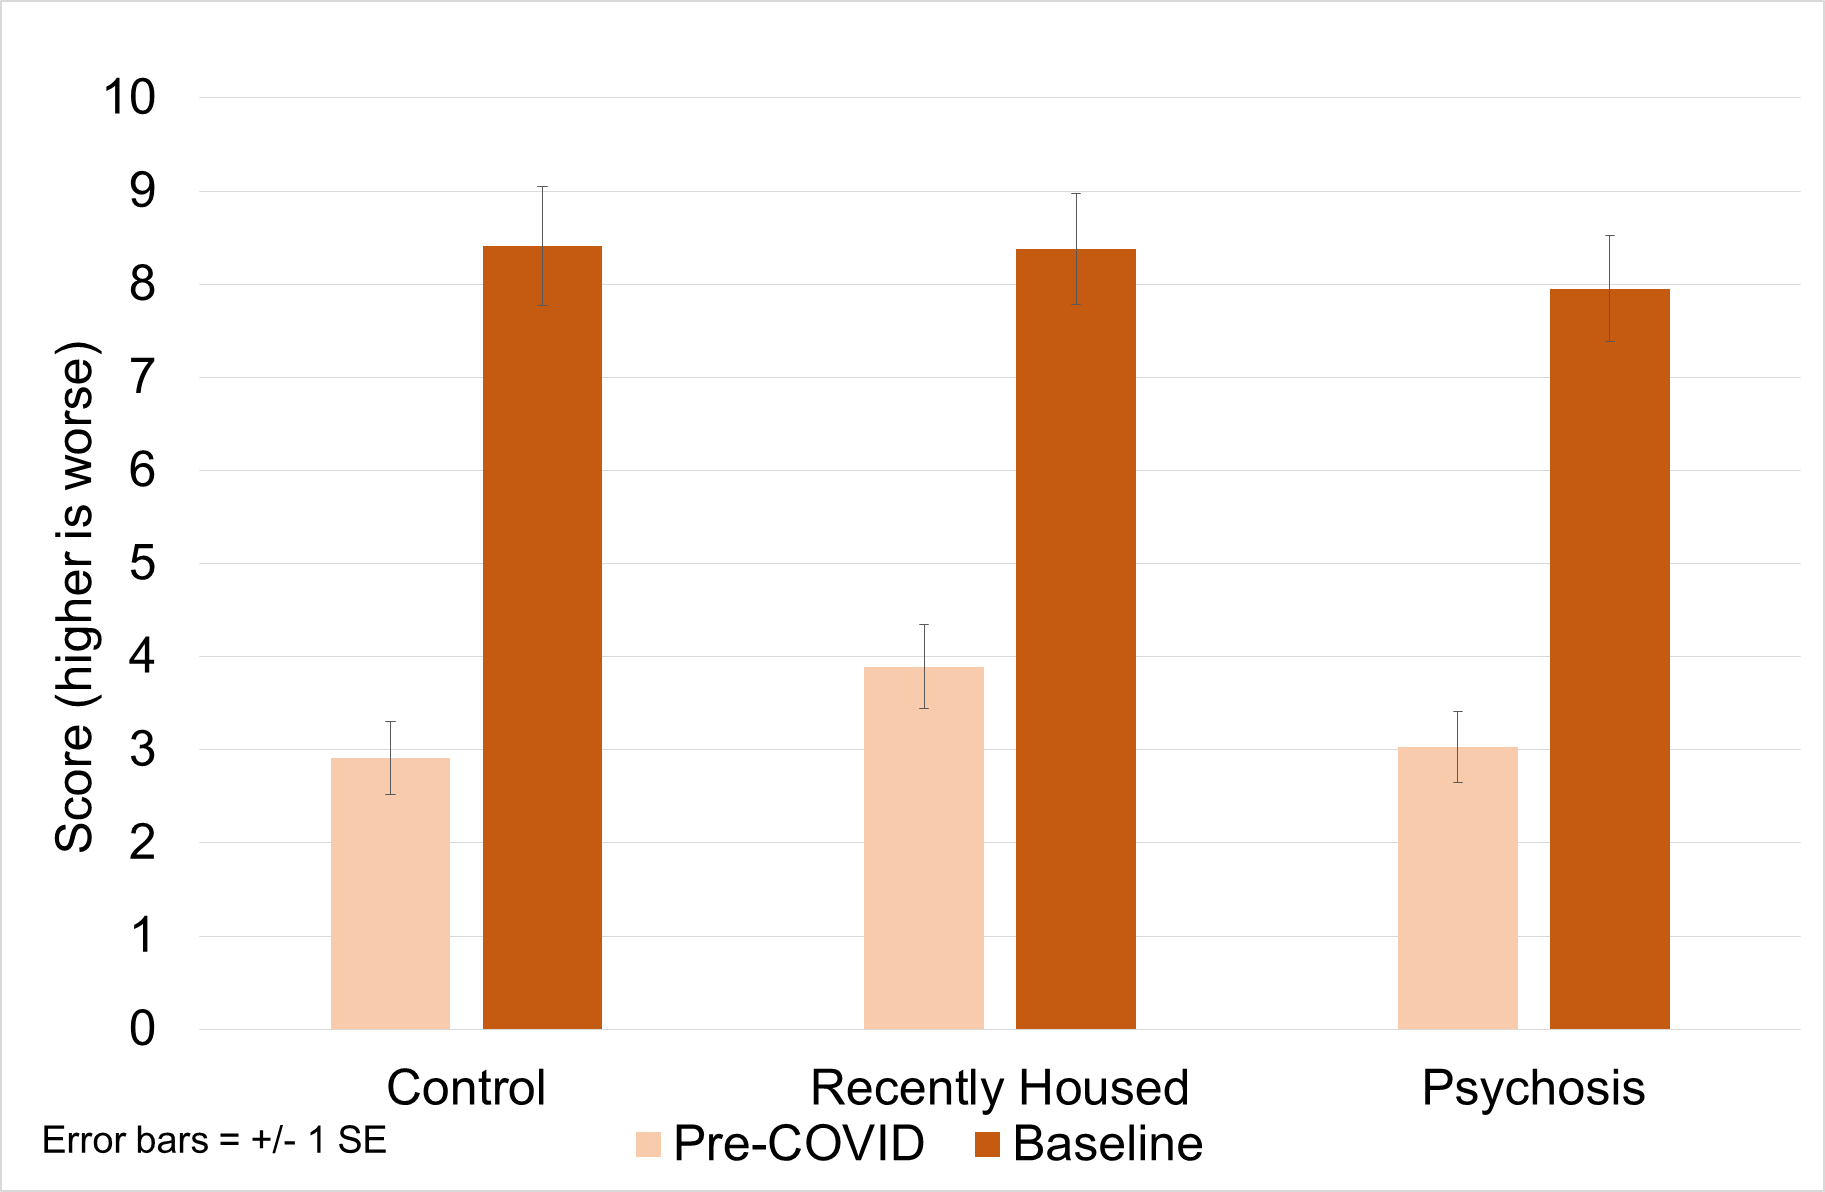 10
9
8
7
6
5
4
3
2
1
0
Score (higher is worse)
Control Recently Housed Psychosis
Error bars = +/- 1 SE
Pre-COVID Baseline